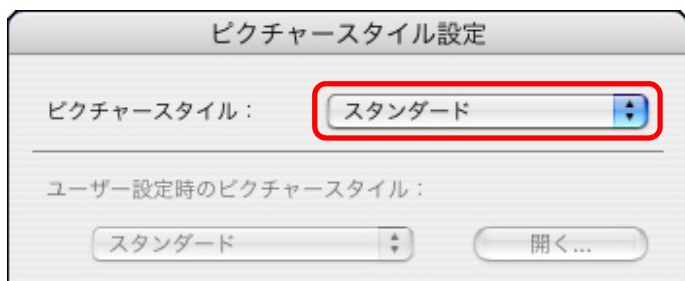 ピクチャースタイル設定
ピクチャースタイル： スタンダード
ユーザー設定時のピクチャースタイル：
スタンダード 開く...